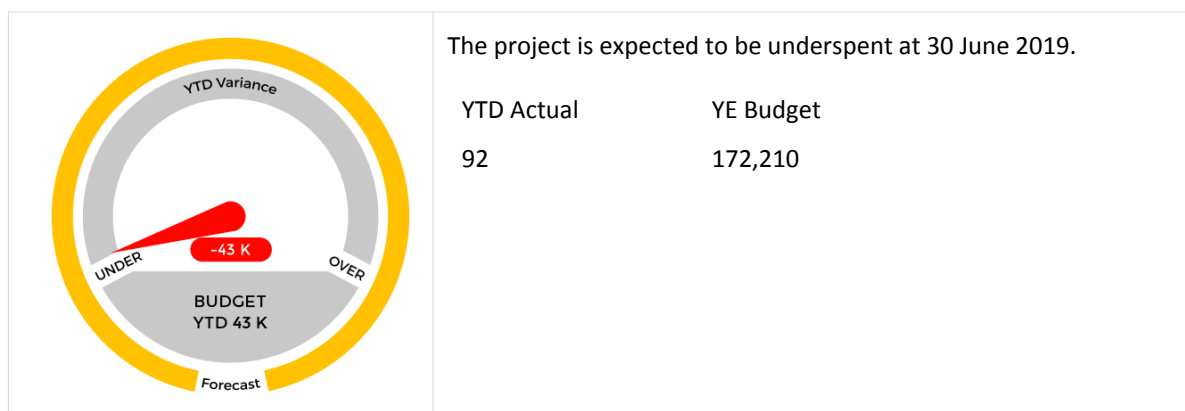 YTD Variance
-43 K
UNDER
OVER
BUDGET
YTD 43 K
Forecast
The project is expected to be underspent at 30 June 2019.
YTD Actual YE Budget
92 172,210